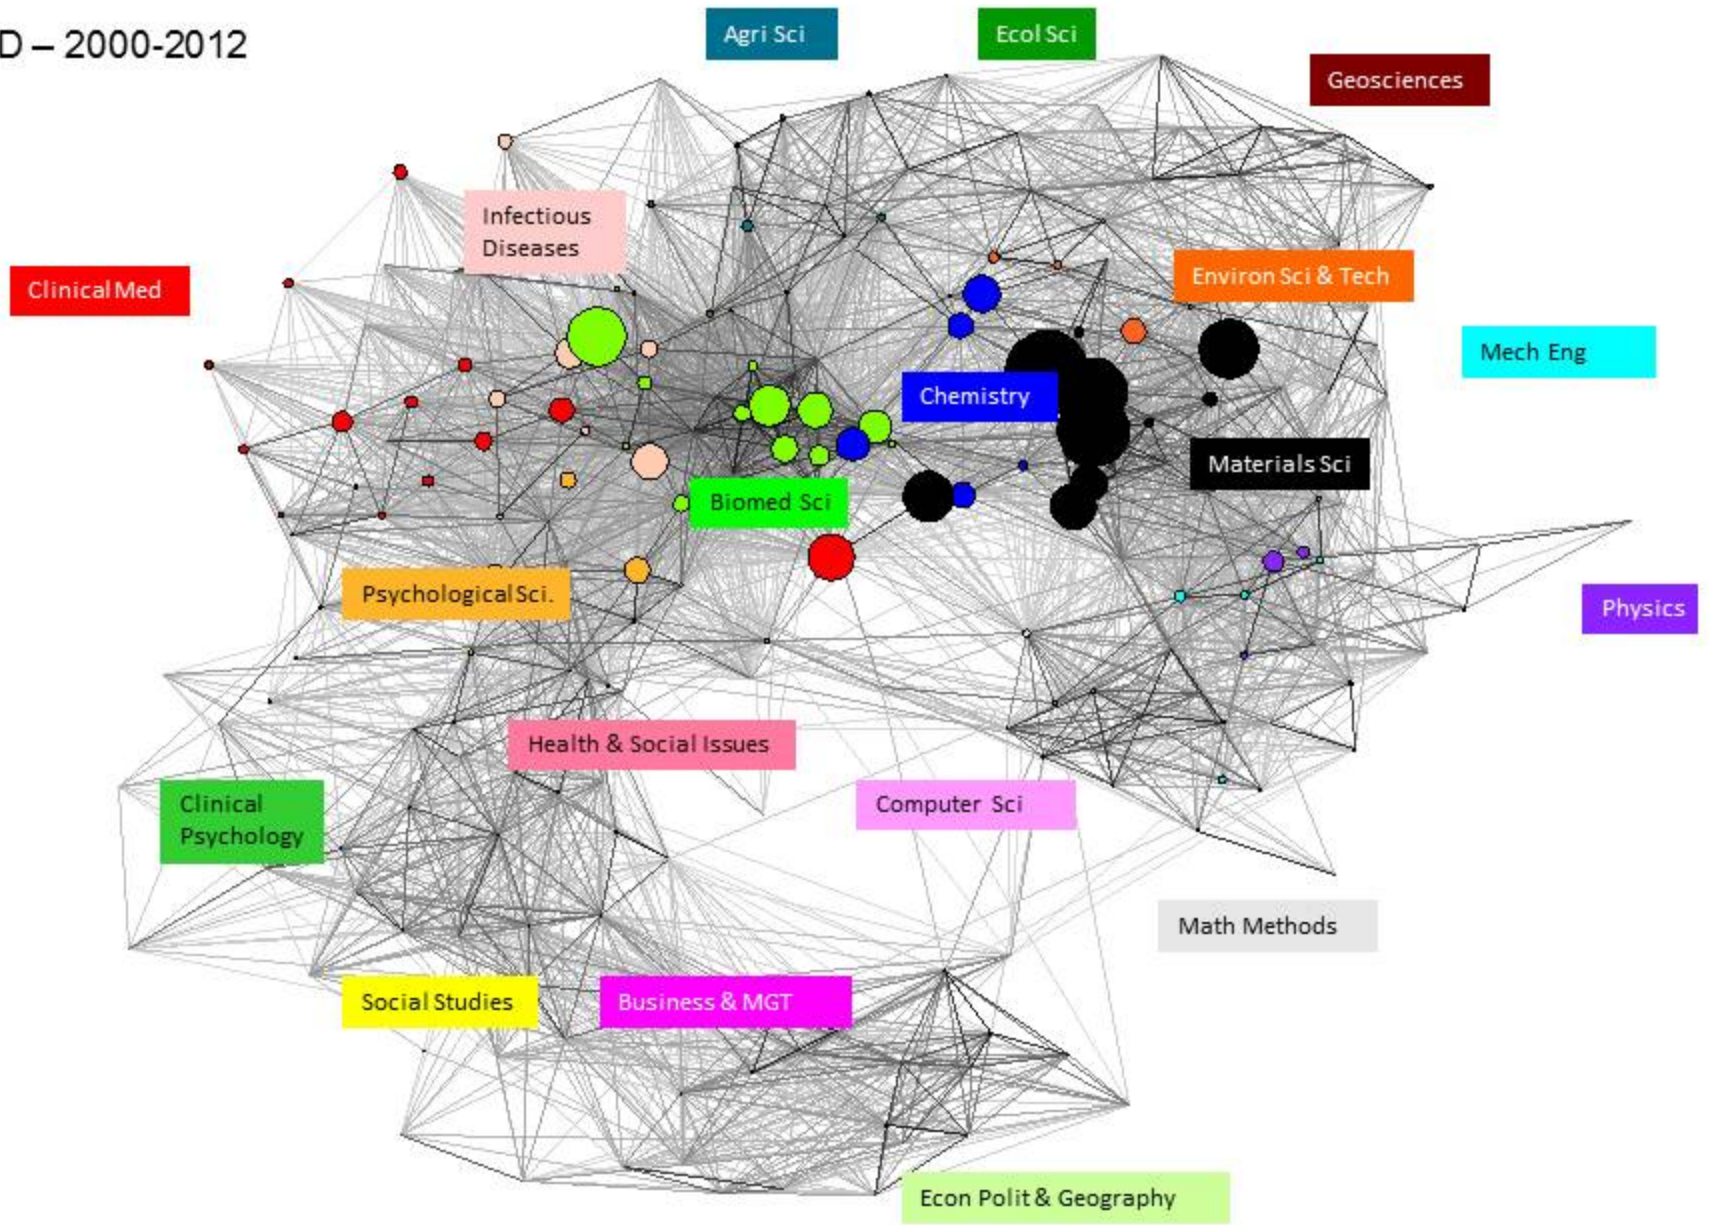 D – 2000-2012
Agri Sci
Ecol Sci
Geosciences
Infectious
Diseases
Clinical Med
Environ Sci & Tech
Mech Eng
Chemistry
Materials Sci
Biomed Sci
Psychological Sci.
Physics
Health & Social Issues
Clinical
Psychology
Computer Sci
Math Methods
Social Studies
Business & MGT
Econ Polit & Geography